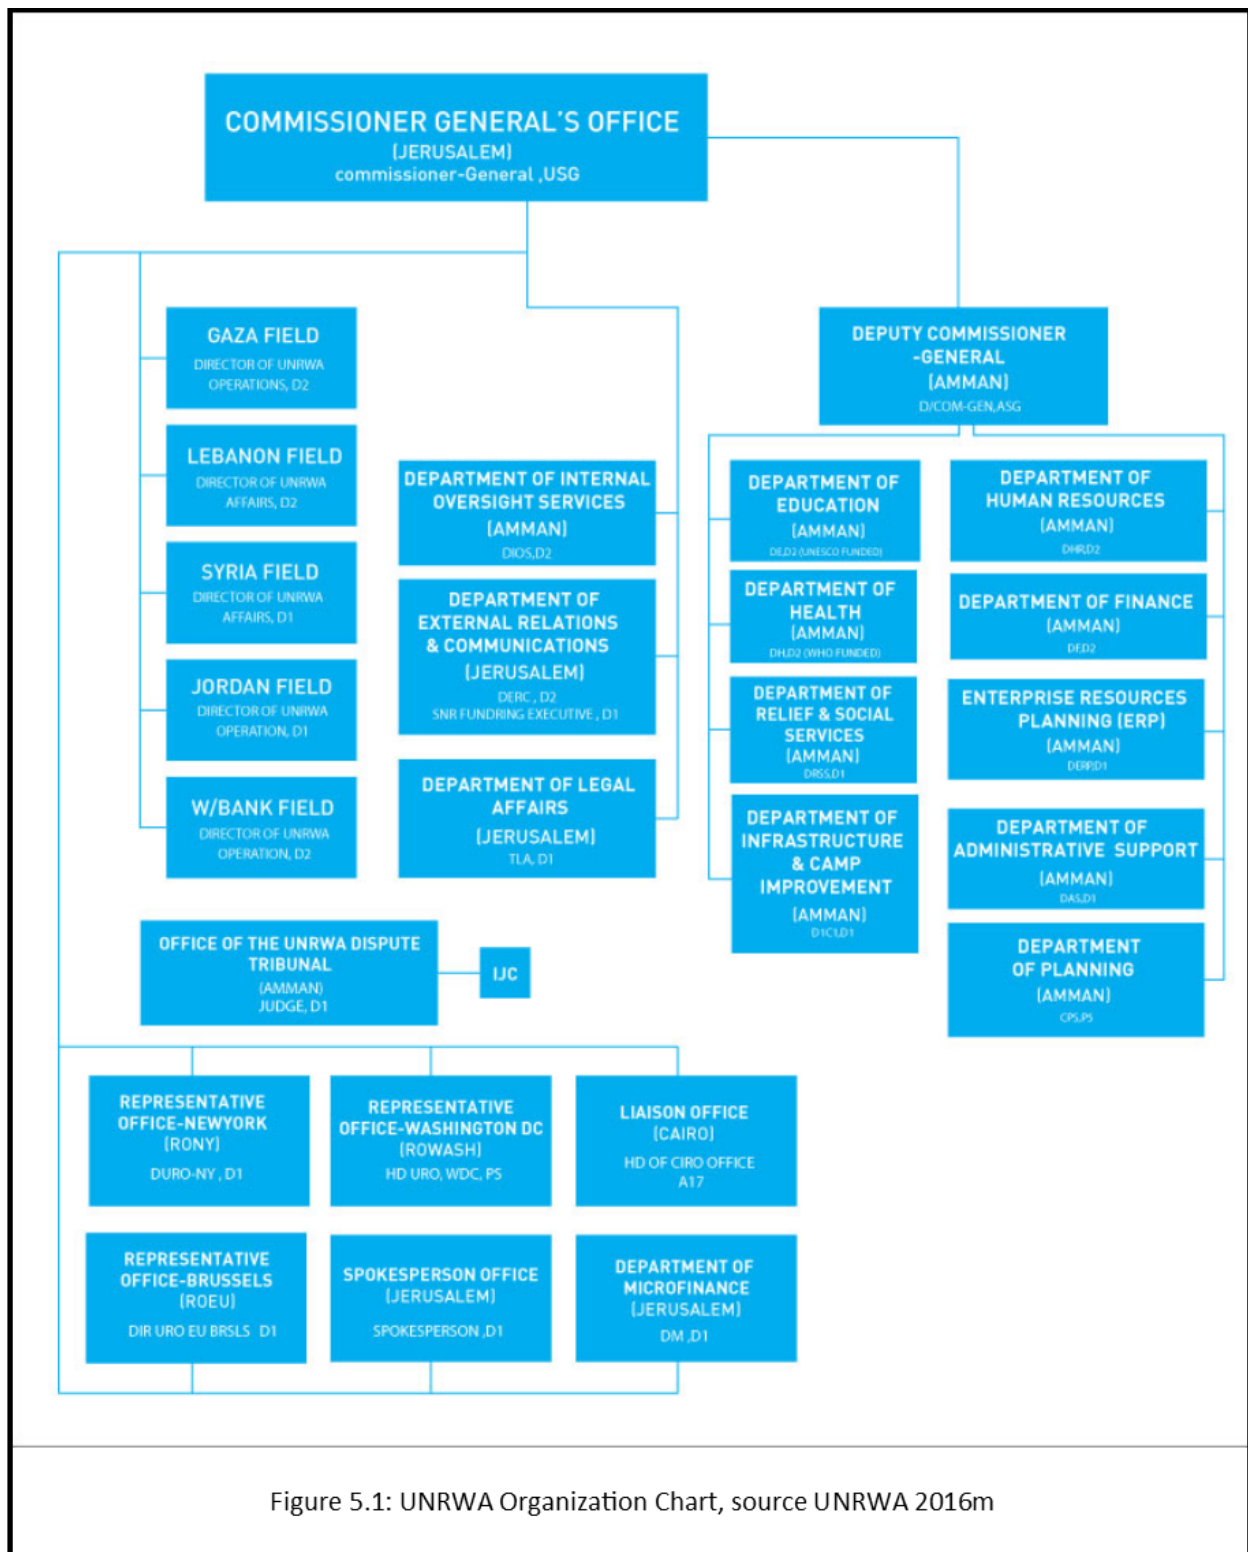 COMMISSIONER GENERAL'S OFFICE
(JERUSALEM)
commissioner-General ,USG
GAZA FIELD
DIRECTOR OF UNRWA
OPERATIONS, D2
LEBANON FIELD
DIRECTOR OF UNRWA
AFFAIRS, D2
SYRIA FIELD
DIRECTOR OF UNRWA
AFFAIRS, D1
JORDAN FIELD
DIRECTOR OF UNRWA
OPERATION, D1
W/BANK FIELD
DIRECTOR OF UNRWA
OPERATION, D2
DEPARTMENT OF INTERNAL
OVERSIGHT SERVICES
(AMMAN)
DIOS,D2
DEPARTMENT OF
EXTERNAL RELATIONS
& COMMUNICATIONS
(JERUSALEM)
DERC , D2
SNR FUNDRING EXECUTIVE , D1
DEPARTMENT OF LEGAL
AFFAIRS
(JERUSALEM)
TLA, D1
DEPUTY COMMISSIONER
-GENERAL
(AMMAN)
D/COM-GEN,ASG
DEPARTMENT OF
EDUCATION
(AMMAN)
DE,D2 (UNESCO FUNDED)
DEPARTMENT OF
HEALTH
(AMMAN)
DH,D2 (WHO FUNDED)
DEPARTMENT OF
RELIEF & SOCIAL
SERVICES
(AMMAN)
DRSS,D1
DEPARTMENT OF
INFRASTRUCTURE
& CAMP
IMPROVEMENT
(AMMAN)
D1C1,D1
DEPARTMENT OF
HUMAN RESOURCES
(AMMAN)
DHR,D2
DEPARTMENT OF FINANCE
(AMMAN)
DF,D2
ENTERPRISE RESOURCES
PLANNING (ERP)
(AMMAN)
DERP,D1
DEPARTMENT OF
ADMINISTRATIVE SUPPORT
(AMMAN)
DAS,D1
DEPARTMENT
OF PLANNING
(AMMAN)
CPS,PS
OFFICE OF THE UNRWA DISPUTE
TRIBUNAL
(AMMAN)
JUDGE, D1
IJC
REPRESENTATIVE
OFFICE-NEWYORK
(RONY)
DURO-NY , D1
REPRESENTATIVE
OFFICE-WASHINGTON DC
(ROWASH)
HD URO, WDC, PS
LIAISON OFFICE
(CAIRO)
HD OF CIRO OFFICE
A17
REPRESENTATIVE
OFFICE-BRUSSELS
(ROEU)
DIR URO EU BRSLS D1
SPOKESPERSON OFFICE
(JERUSALEM)
SPOKESPERSON ,D1
DEPARTMENT OF
MICROFINANCE
(JERUSALEM)
DM ,D1
Figure 5.1: UNRWA Organization Chart, source UNRWA 2016m